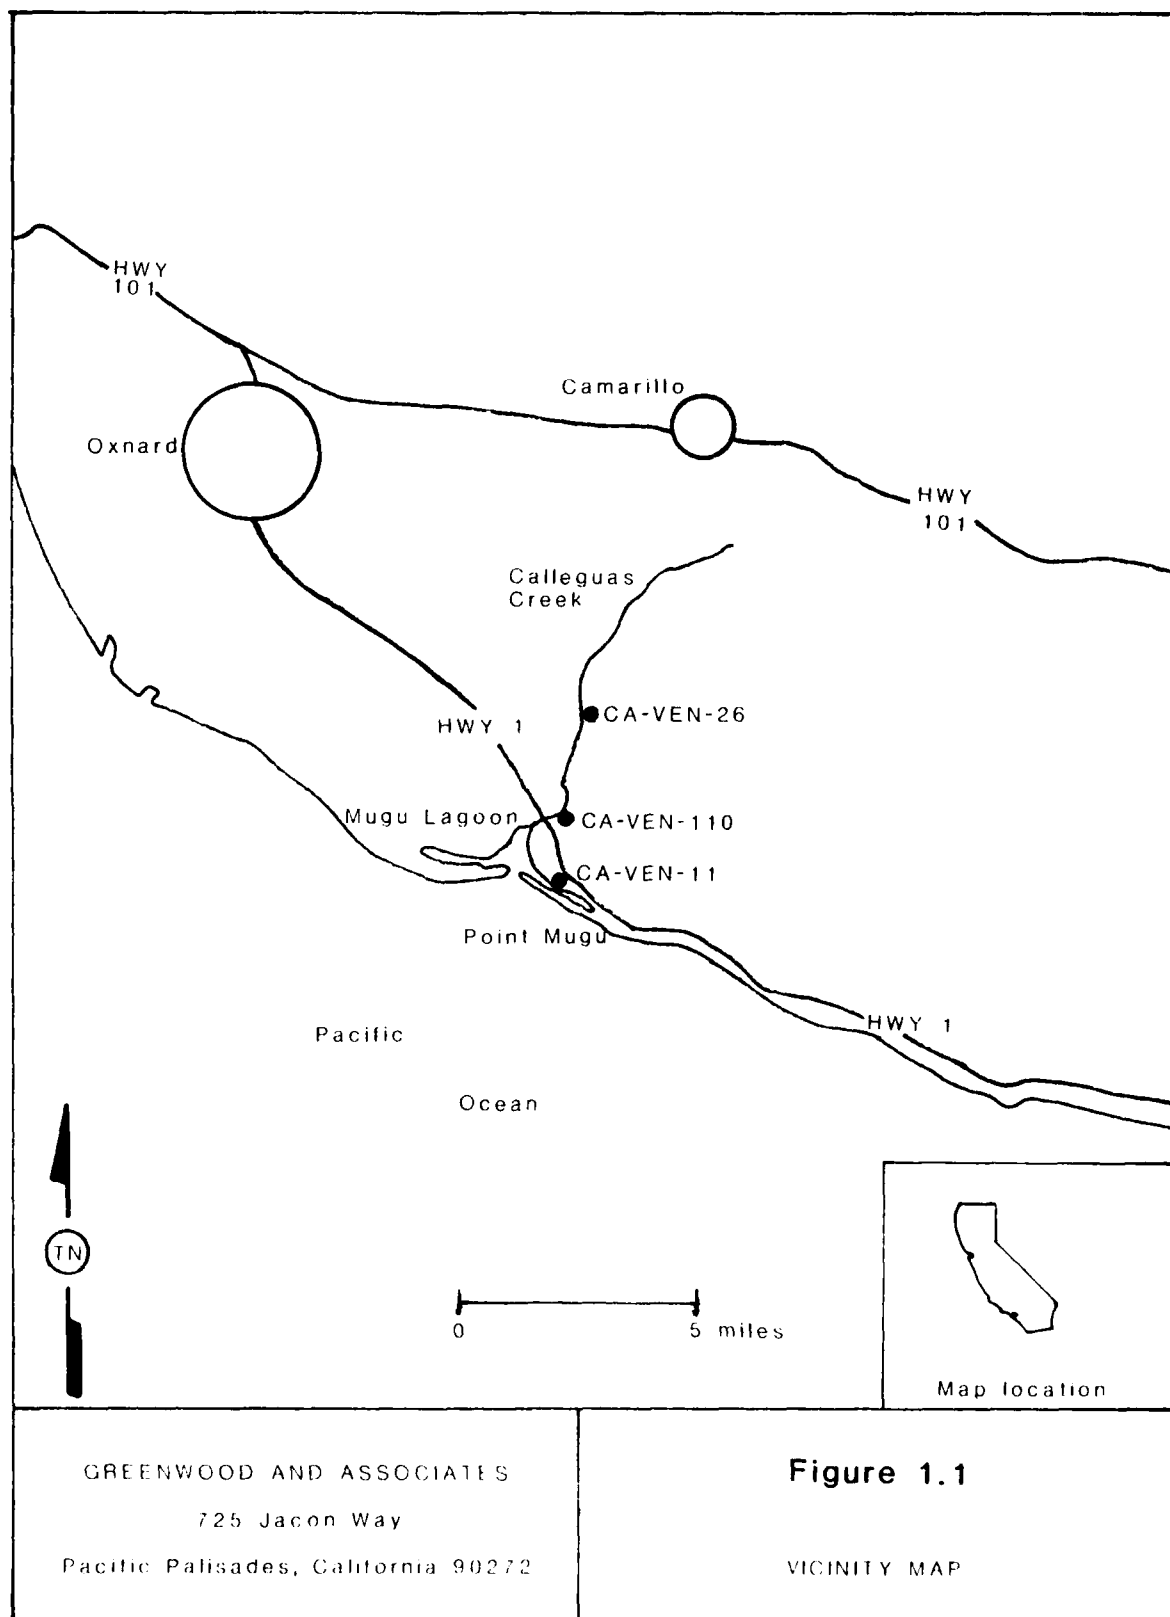 HWY
101
Camarillo
Oxnard
HWY
101
Calleguas
Creek
CA-VEN-26
HWY 1
Mugu Lagoon
CA-VEN-110
CA-VEN-11
Point Mugu
HWY 1
Pacific
Ocean
TN
0 5 miles
Map location
GREENWOOD AND ASSOCIATES
725 Jacon Way
Pacific Palisades, California 90272
Figure 1.1
VICINITY MAP